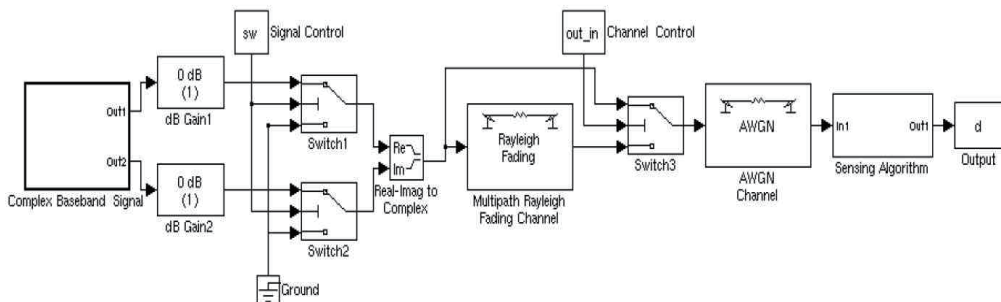 sw
Signal Control
out_in
Channel Control
0 dB
(1)
dB Gain1
Out1
Out2
Complex Baseband Signal
0 dB
(1)
dB Gain2
Switch1
Switch2
Ground
Re
Im
Real-Imag to
Complex
Rayleigh
Fading
Multipath Rayleigh
Fading Channel
Switch3
AWGN
AWGN
Channel
In1
Out1
Sensing Algorithm
d
Output